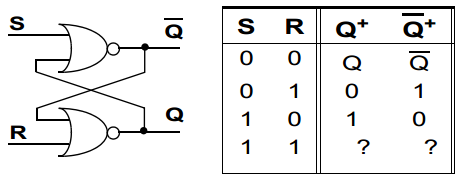 S
Q̅
Q
R
S R Q⁺ Q̅⁺
0 0 Q Q̅
0 1 0 1
1 0 1 0
1 1 ? ?